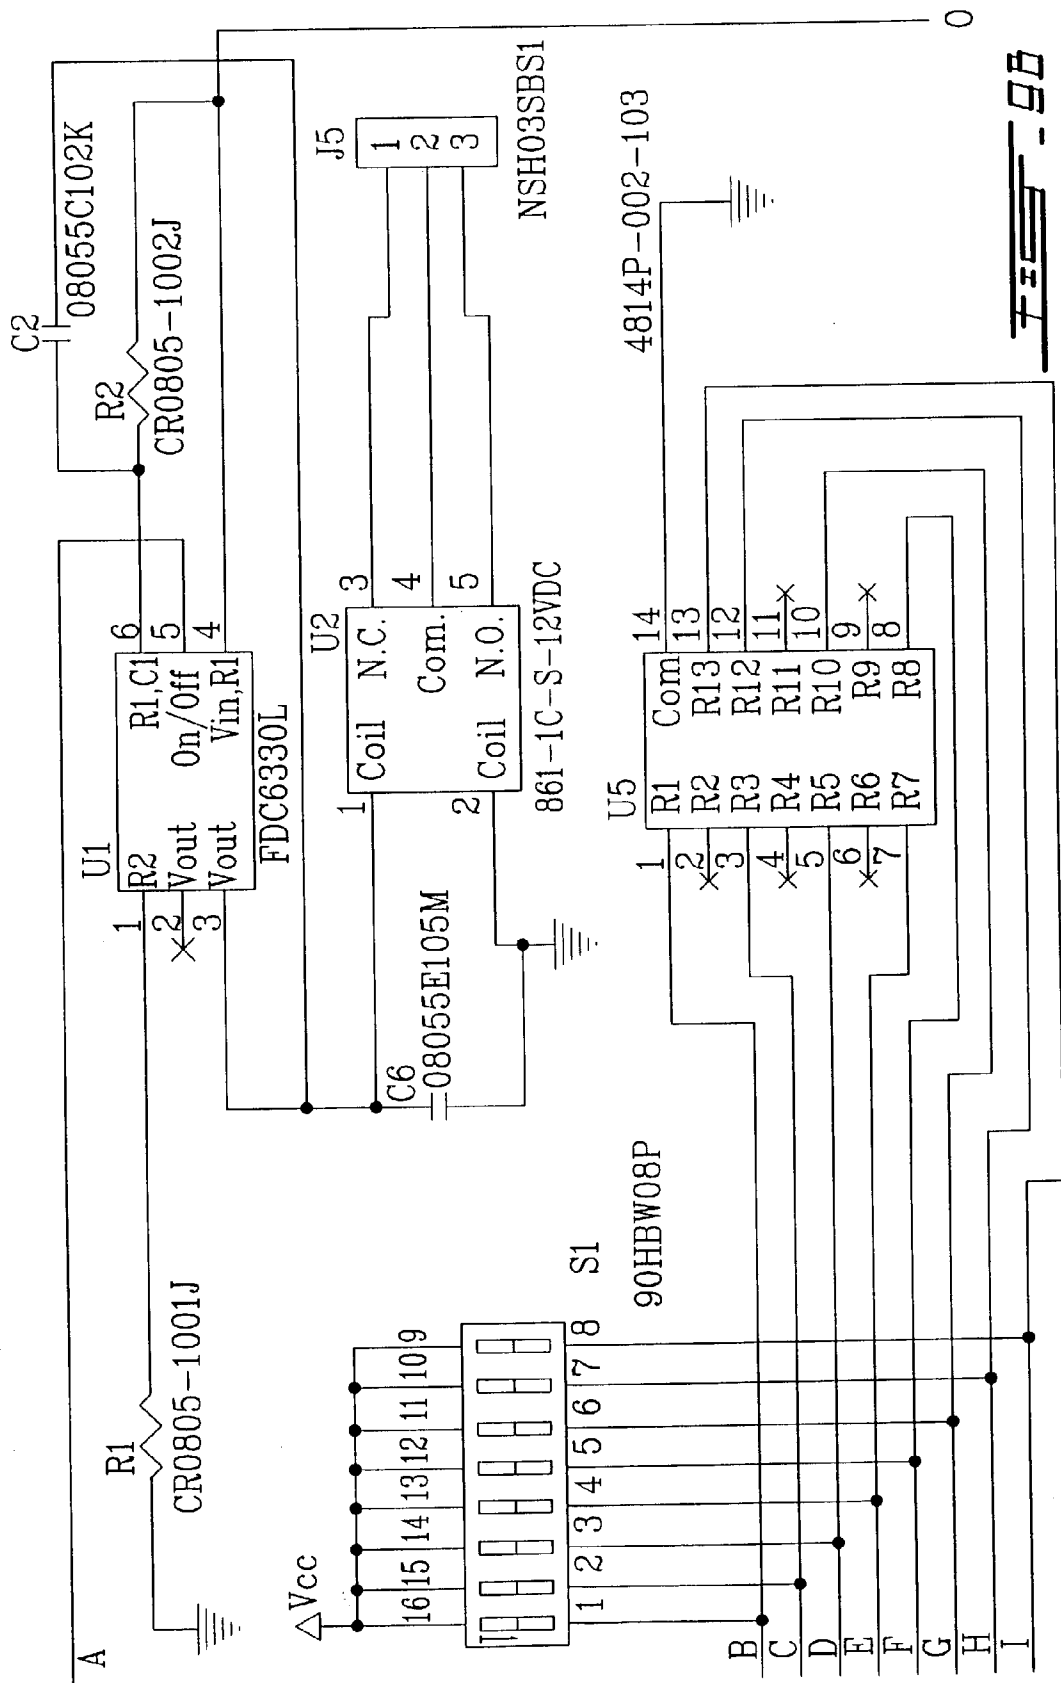 A
R1
CR0805-1001J
C2
08055C102K
R2
CR0805-1002J
U1
1 R2 R1,C1 6
2 Vout On/Off 5
3 Vout Vin,R1 4
FDC6330L
O
Vcc
16 15 14 13 12 11 10 9
1 2 3 4 5 6 7 8
S1
90HBW08P
C6
08055E105M
U2
1 Coil N.C. 3
Com. 4
2 Coil N.O. 5
861-1C-S-12VDC
J5
1
2
3
NSH03SBS1
U5
1 R1 Com 14
2 R2 R13 13
3 R3 R12 12
4 R4 R11 11
5 R5 R10 10
6 R6 R9 9
7 R7 R8 8
4814P-002-103
B
C
D
E
F
G
H
I
FIG. 9B